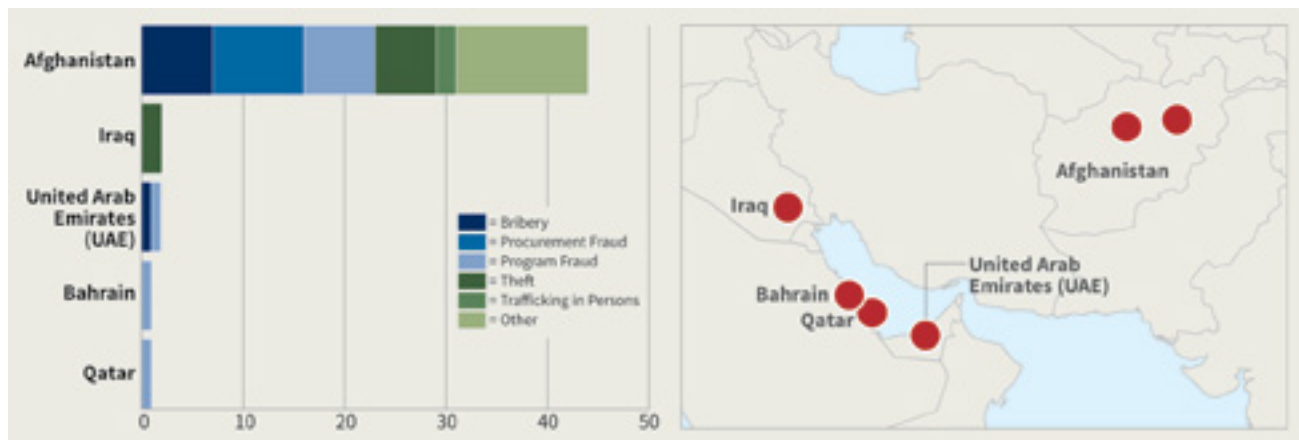 Afghanistan
Iraq
United Arab
Emirates
(UAE)
Bahrain
Qatar
0 10 20 30 40 50
= Bribery
= Procurement Fraud
= Program Fraud
= Theft
= Trafficking in Persons
= Other
Afghanistan
Iraq
United Arab
Emirates (UAE)
Bahrain
Qatar